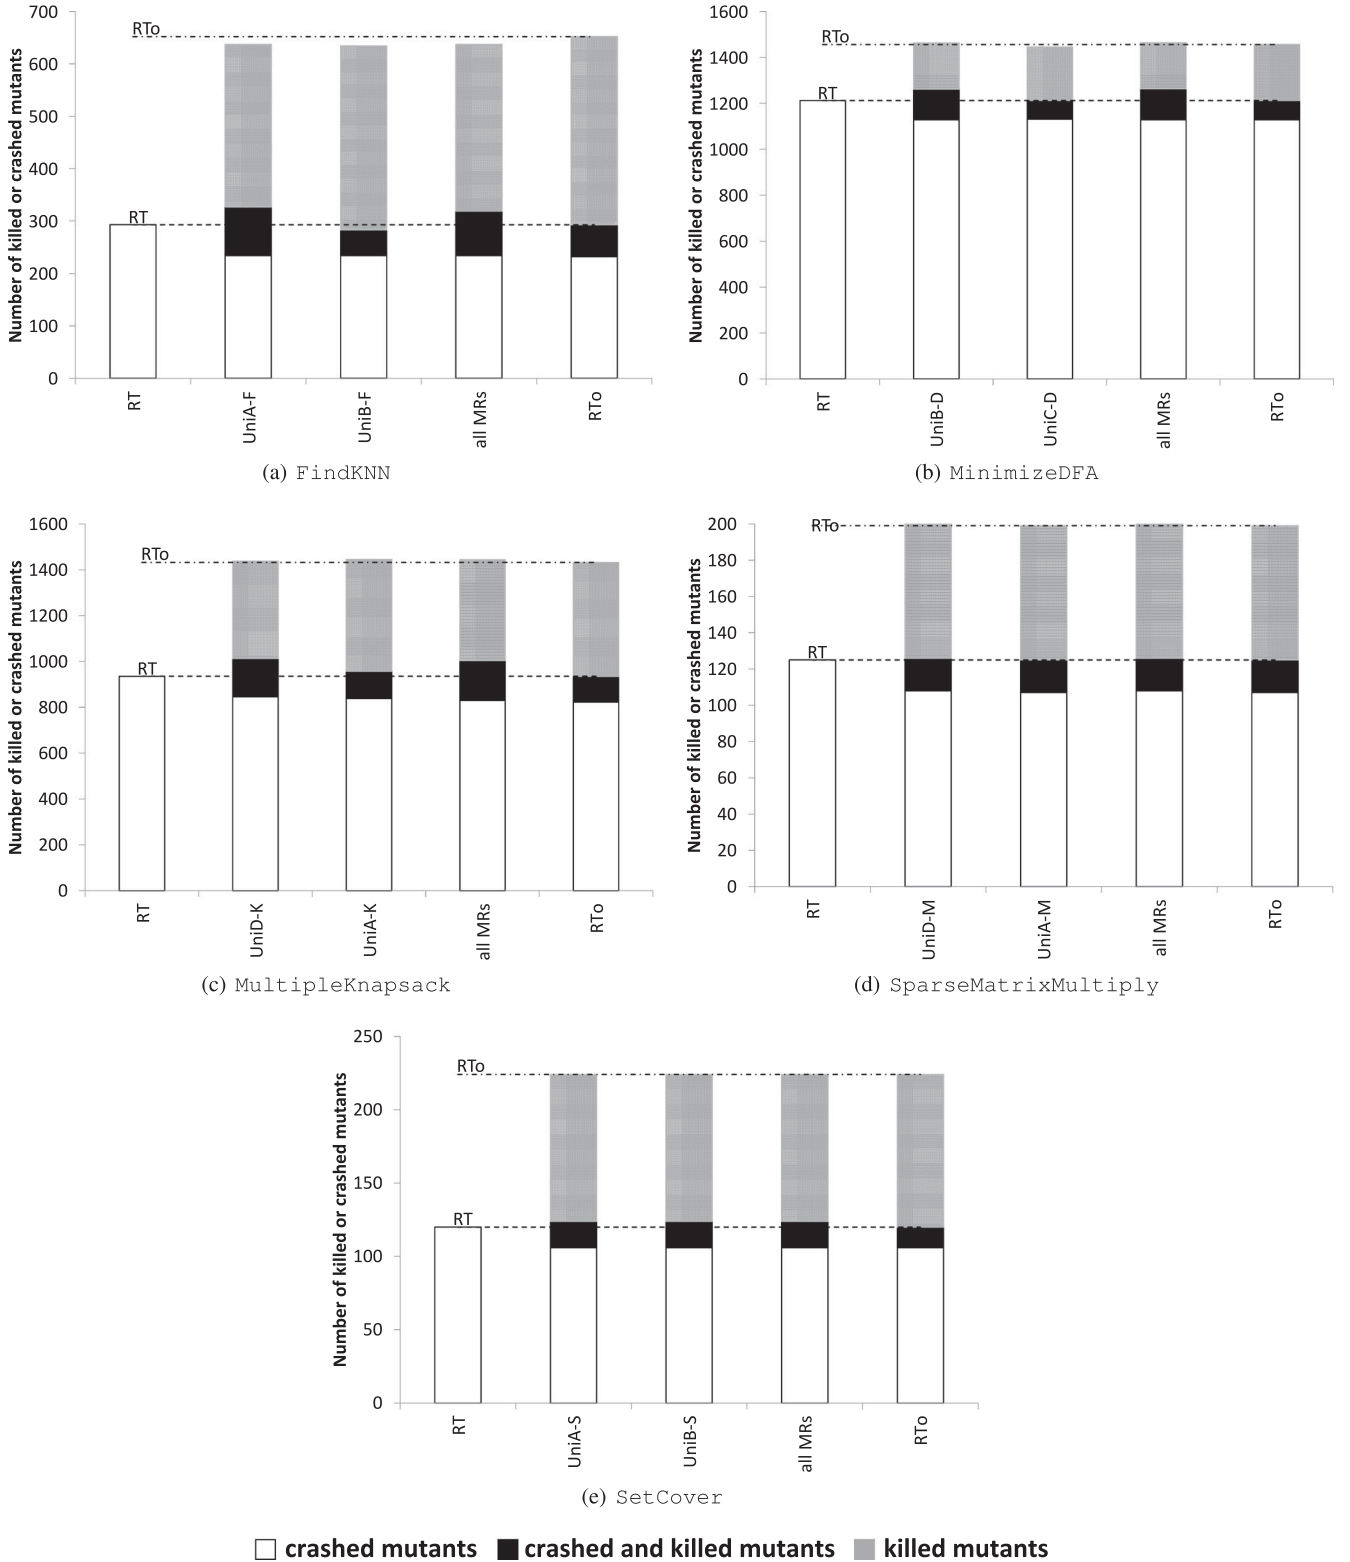 Number of killed or crashed mutants
700
600
500
400
300
200
100
0
RTo
RT
RT
UniA-F
UniB-F
all MRs
RTo
(a) FindKNN
Number of killed or crashed mutants
1600
1400
1200
1000
800
600
400
200
0
RTo
RT
RT
UniB-D
UniC-D
all MRs
RTo
(b) MinimizeDFA
Number of killed or crashed mutants
1600
1400
1200
1000
800
600
400
200
0
RTo
RT
RT
UniD-K
UniA-K
all MRs
RTo
(c) MultipleKnapsack
Number of killed or crashed mutants
200
180
160
140
120
100
80
60
40
20
0
RTo
RT
RT
UniD-M
UniA-M
all MRs
RTo
(d) SparseMatrixMultiply
Number of killed or crashed mutants
250
200
150
100
50
0
RTo
RT
RT
UniA-S
UniB-S
all MRs
RTo
(e) SetCover
crashed mutants crashed and killed mutants killed mutants